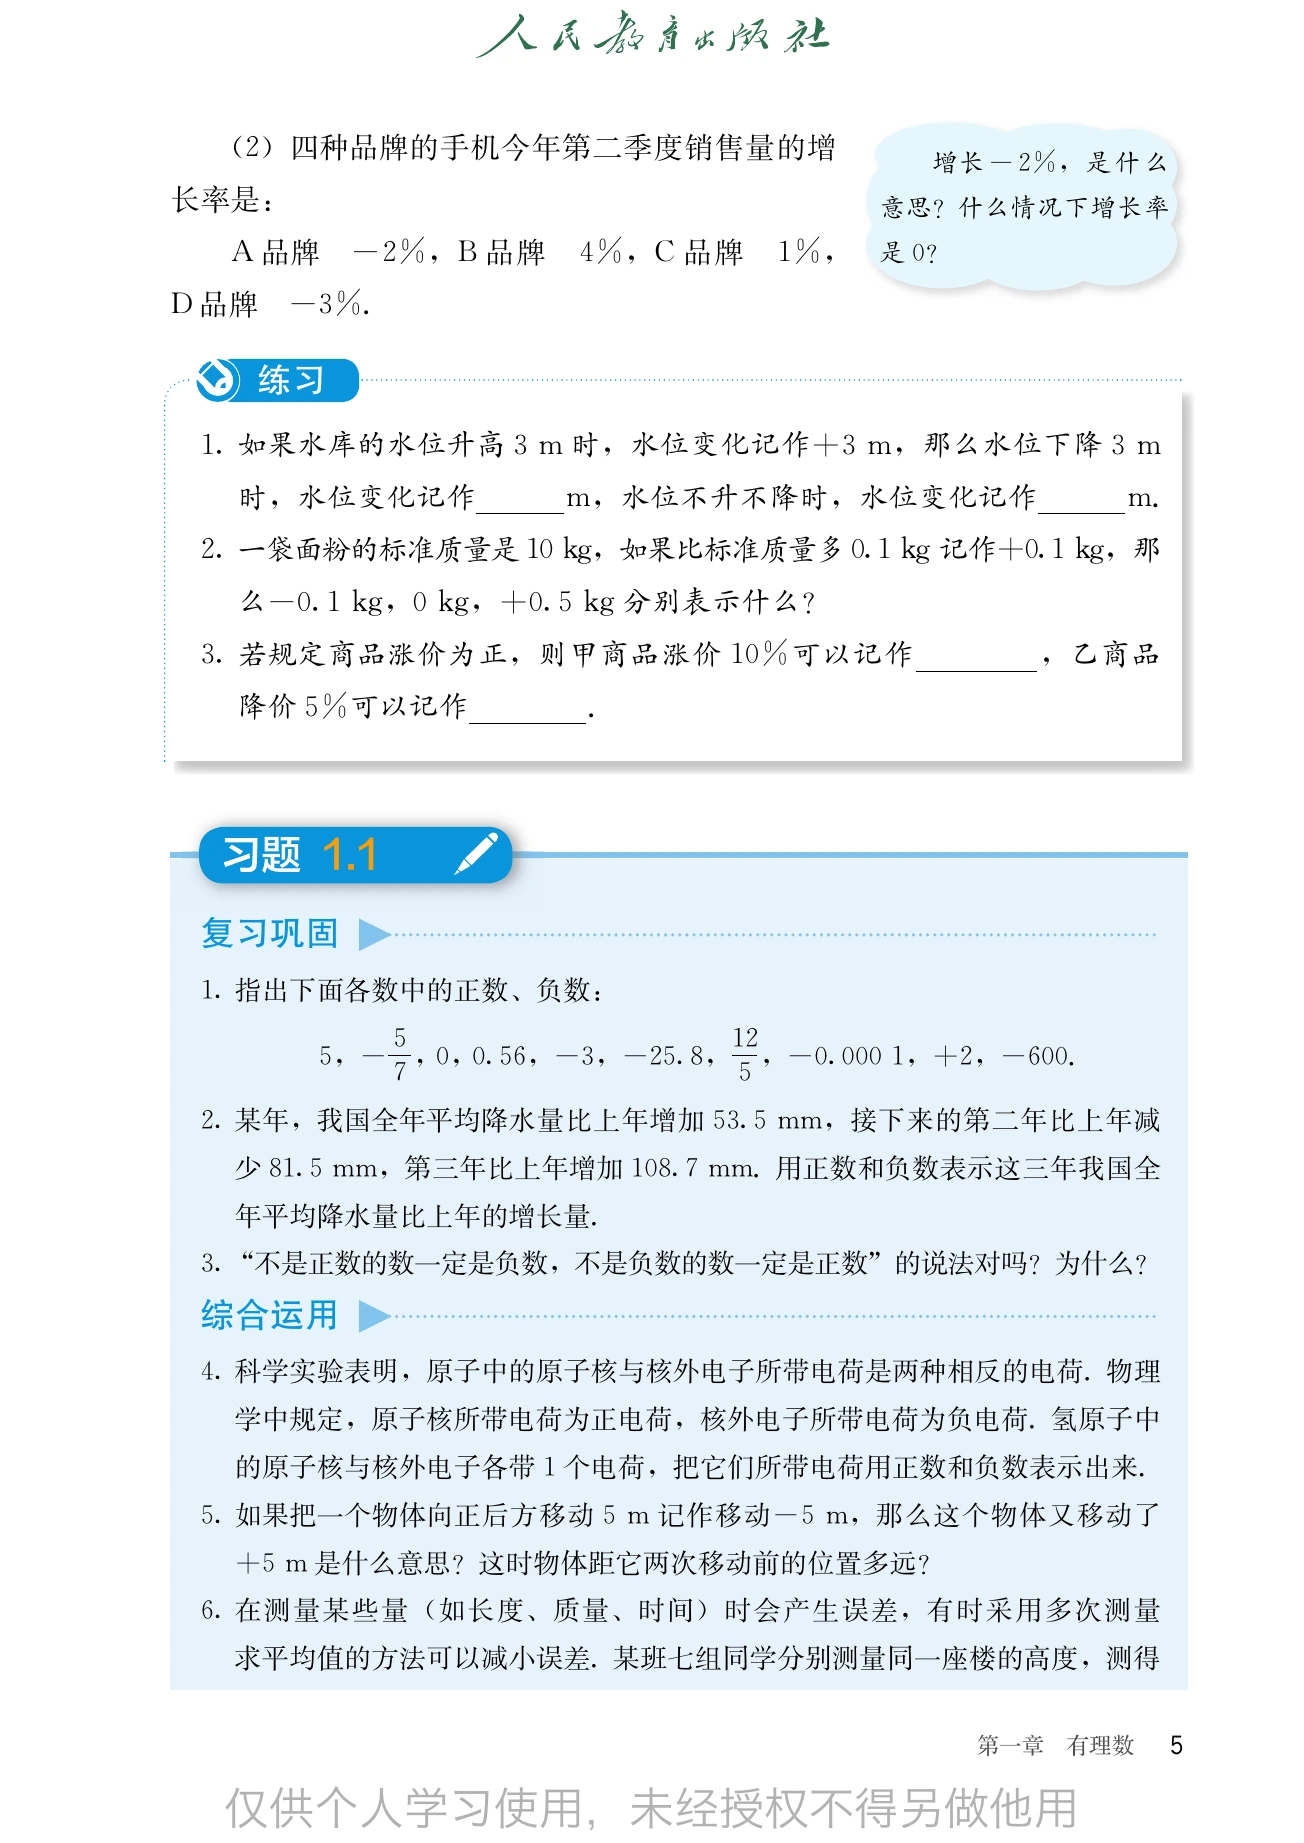 人民教育出版社
（2）四种品牌的手机今年第二季度销售量的增
长率是：
A 品牌　－2％，B 品牌　4％，C 品牌　1％，
D 品牌　－3％.
增长－2％，是什么
意思？什么情况下增长率
是 0？
练习
1. 如果水库的水位升高 3 m 时，水位变化记作＋3 m，那么水位下降 3 m
时，水位变化记作______m，水位不升不降时，水位变化记作______m.
2. 一袋面粉的标准质量是 10 kg，如果比标准质量多 0.1 kg 记作＋0.1 kg，那
么－0.1 kg，0 kg，＋0.5 kg 分别表示什么？
3. 若规定商品涨价为正，则甲商品涨价 10％可以记作________，乙商品
降价 5％可以记作________.
习题 1.1
复习巩固
1. 指出下面各数中的正数、负数：
5，－5/7，0，0.56，－3，－25.8，12/5，－0.000 1，＋2，－600.
2. 某年，我国全年平均降水量比上年增加 53.5 mm，接下来的第二年比上年减
少 81.5 mm，第三年比上年增加 108.7 mm. 用正数和负数表示这三年我国全
年平均降水量比上年的增长量.
3. “不是正数的数一定是负数，不是负数的数一定是正数”的说法对吗？为什么？
综合运用
4. 科学实验表明，原子中的原子核与核外电子所带电荷是两种相反的电荷. 物理
学中规定，原子核所带电荷为正电荷，核外电子所带电荷为负电荷. 氢原子中
的原子核与核外电子各带 1 个电荷，把它们所带电荷用正数和负数表示出来.
5. 如果把一个物体向正后方移动 5 m 记作移动－5 m，那么这个物体又移动了
＋5 m 是什么意思？这时物体距它两次移动前的位置多远？
6. 在测量某些量（如长度、质量、时间）时会产生误差，有时采用多次测量
求平均值的方法可以减小误差. 某班七组同学分别测量同一座楼的高度，测得
第一章　有理数　5
仅供个人学习使用，未经授权不得另做他用